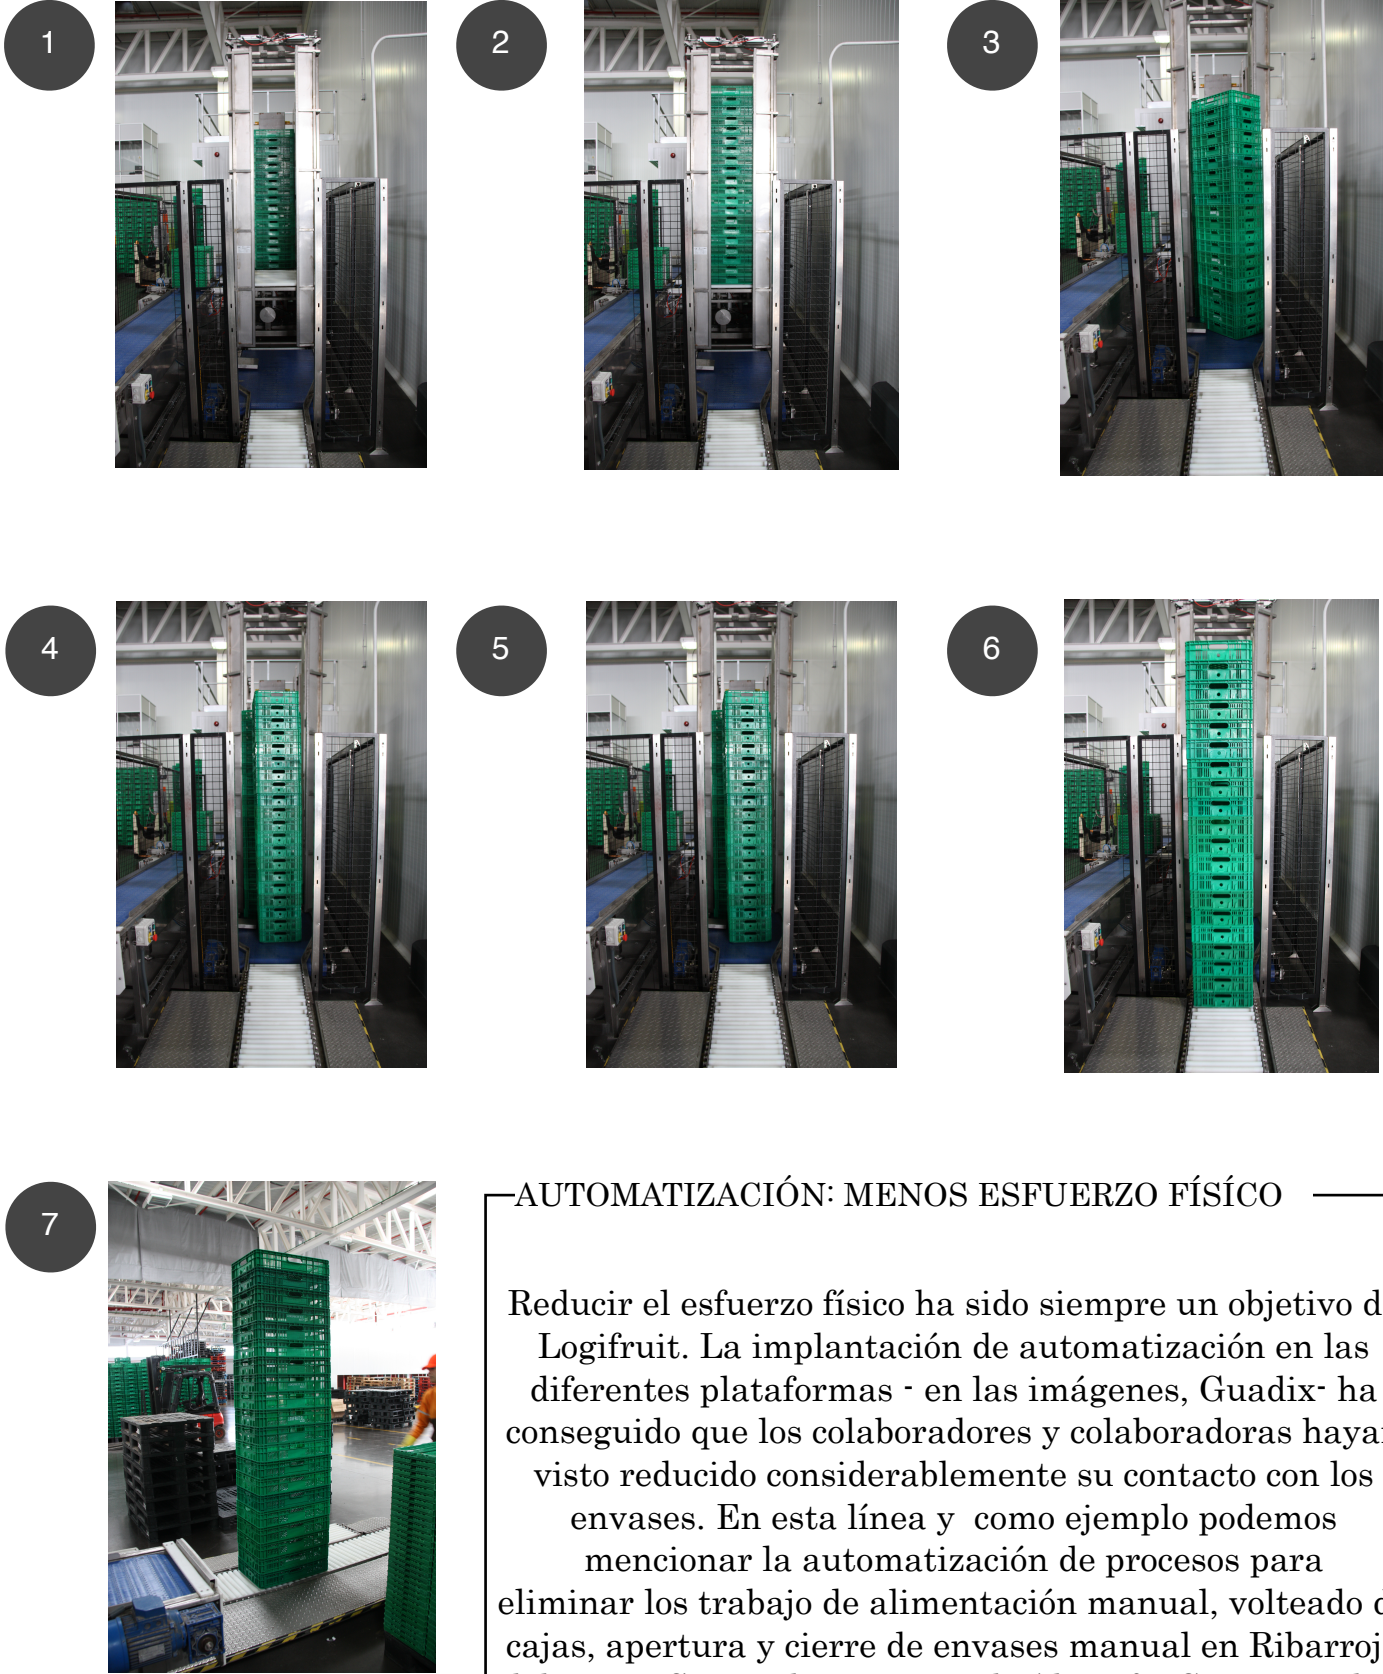 1
2
3
4
5
6
7
AUTOMATIZACIÓN: MENOS ESFUERZO FÍSÍCO
Reducir el esfuerzo físico ha sido siempre un objetivo d
Logifruit. La implantación de automatización en las
diferentes plataformas - en las imágenes, Guadix- ha
conseguido que los colaboradores y colaboradoras haya
visto reducido considerablemente su contacto con los
envases. En esta línea y como ejemplo podemos
mencionar la automatización de procesos para
eliminar los trabajo de alimentación manual, volteado d
cajas, apertura y cierre de envases manual en Ribarroj